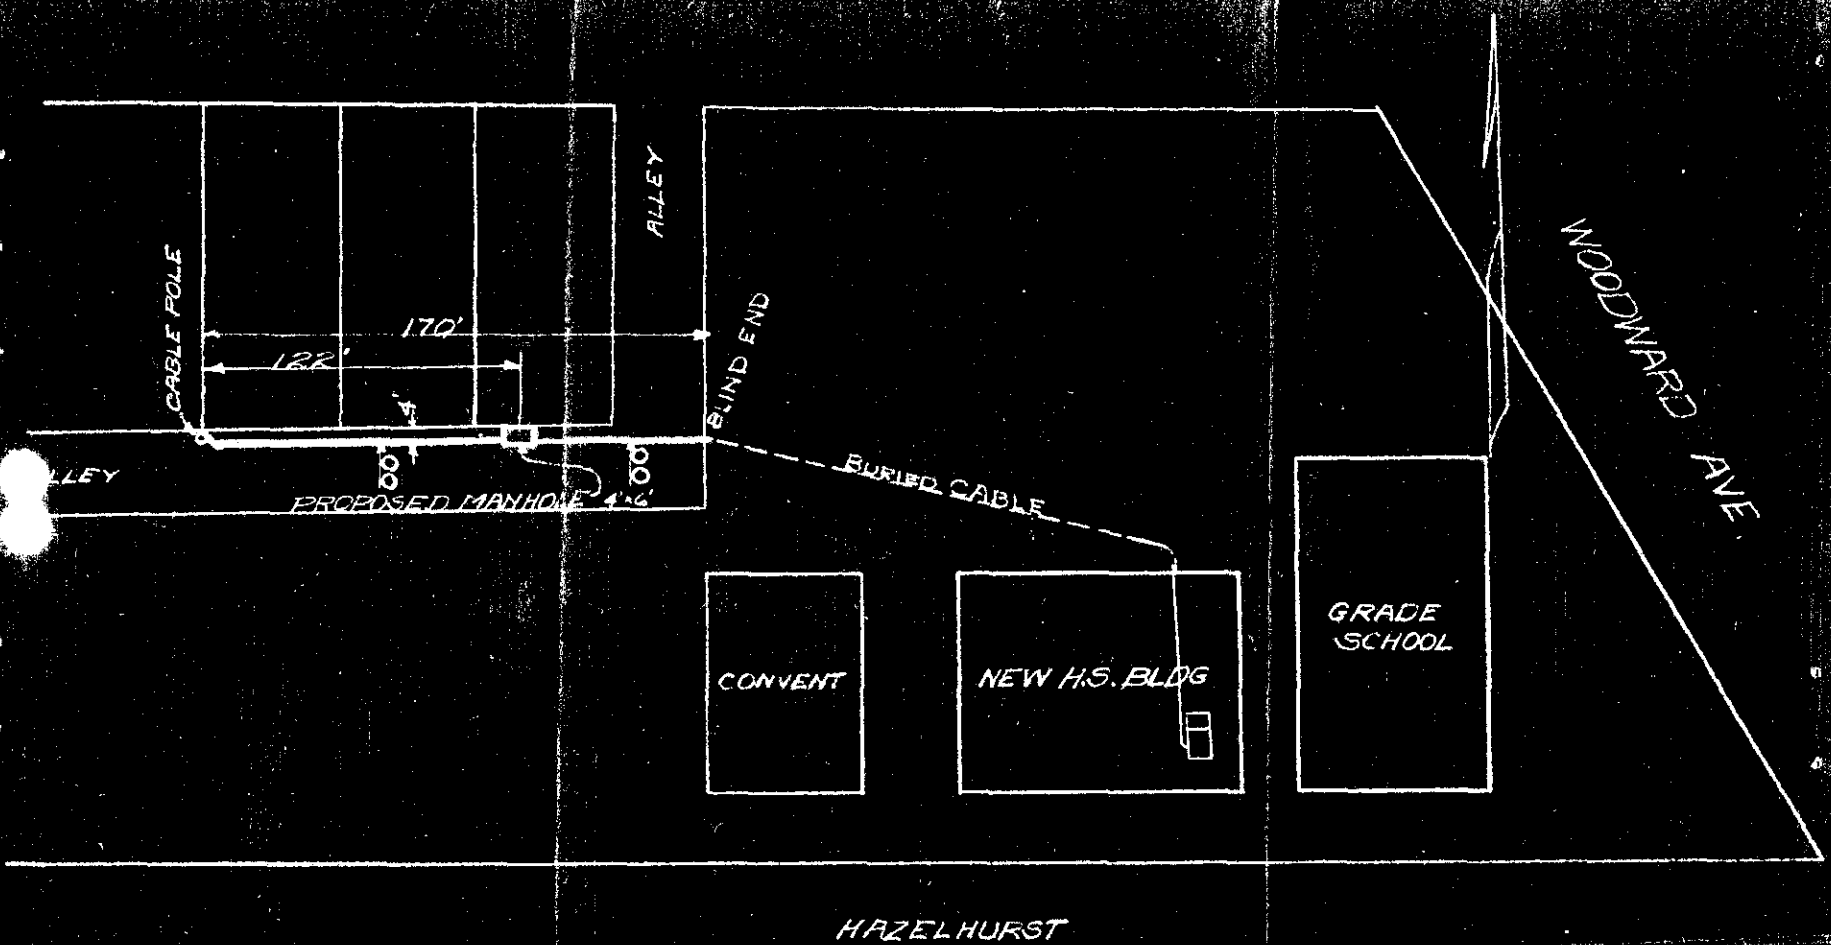 ALLEY
WOODWARD AVE.
CABLE POLE
170'
122'
4'
BLIND END
LLEY
PROPOSED MANHOLE 4'x6'
BURIED CABLE
CONVENT
NEW H.S. BLDG
GRADE
SCHOOL
HAZELHURST